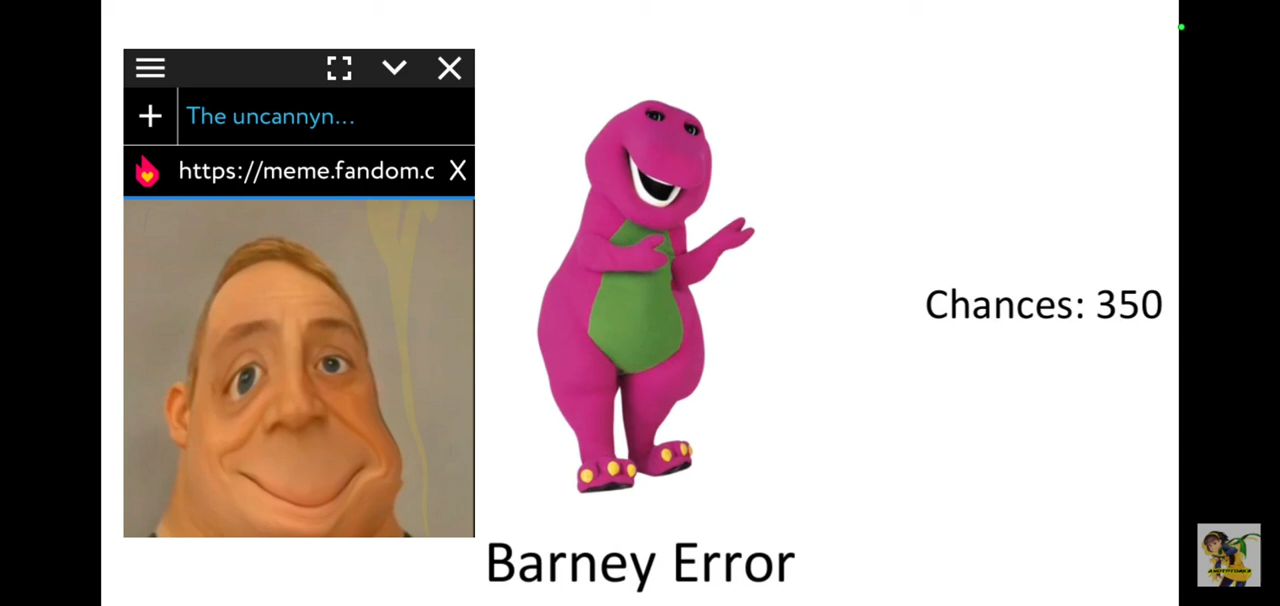 The uncannyn...
https://meme.fandom.c X
Chances: 350
Barney Error